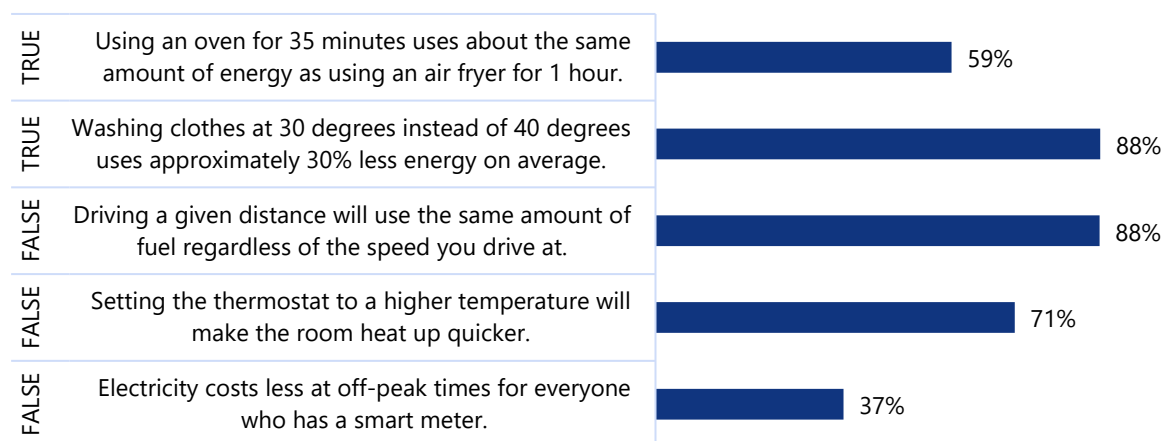 TRUE
Using an oven for 35 minutes uses about the same
amount of energy as using an air fryer for 1 hour.
59%
TRUE
Washing clothes at 30 degrees instead of 40 degrees
uses approximately 30% less energy on average.
88%
FALSE
Driving a given distance will use the same amount of
fuel regardless of the speed you drive at.
88%
FALSE
Setting the thermostat to a higher temperature will
make the room heat up quicker.
71%
FALSE
Electricity costs less at off-peak times for everyone
who has a smart meter.
37%